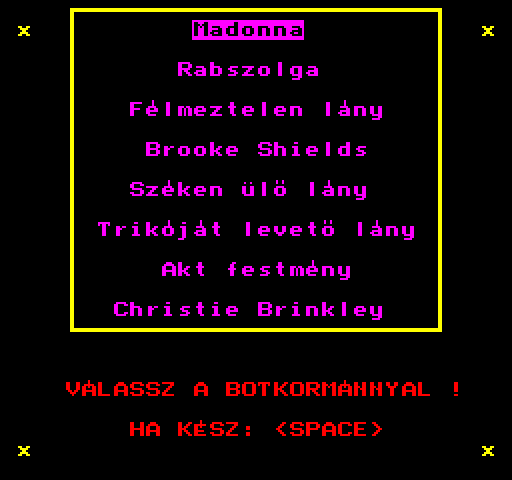 x x
Madonna
Rabszolga
Félmeztelen lány
Brooke Shields
Széken ülö lány
Trikóját levetö lány
Akt festmény
Christie Brinkley
VÁLASSZ A BOTKORMÁNNYAL !
HA KÉSZ: <SPACE>
x x